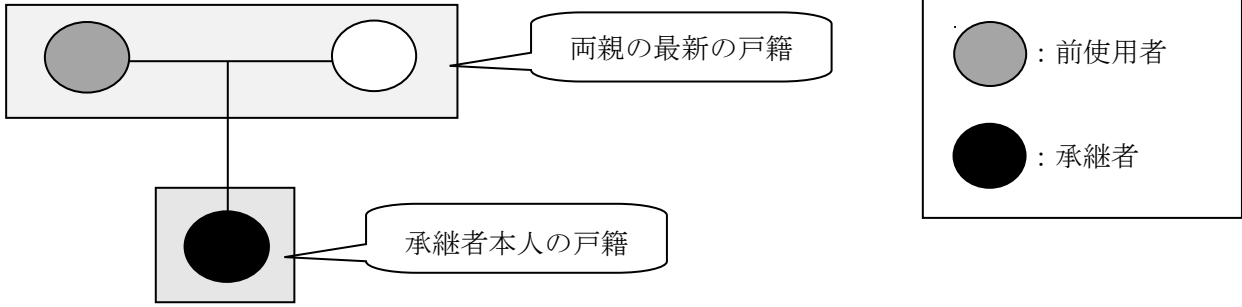 両親の最新の戸籍
承継者本人の戸籍
：前使用者
：承継者